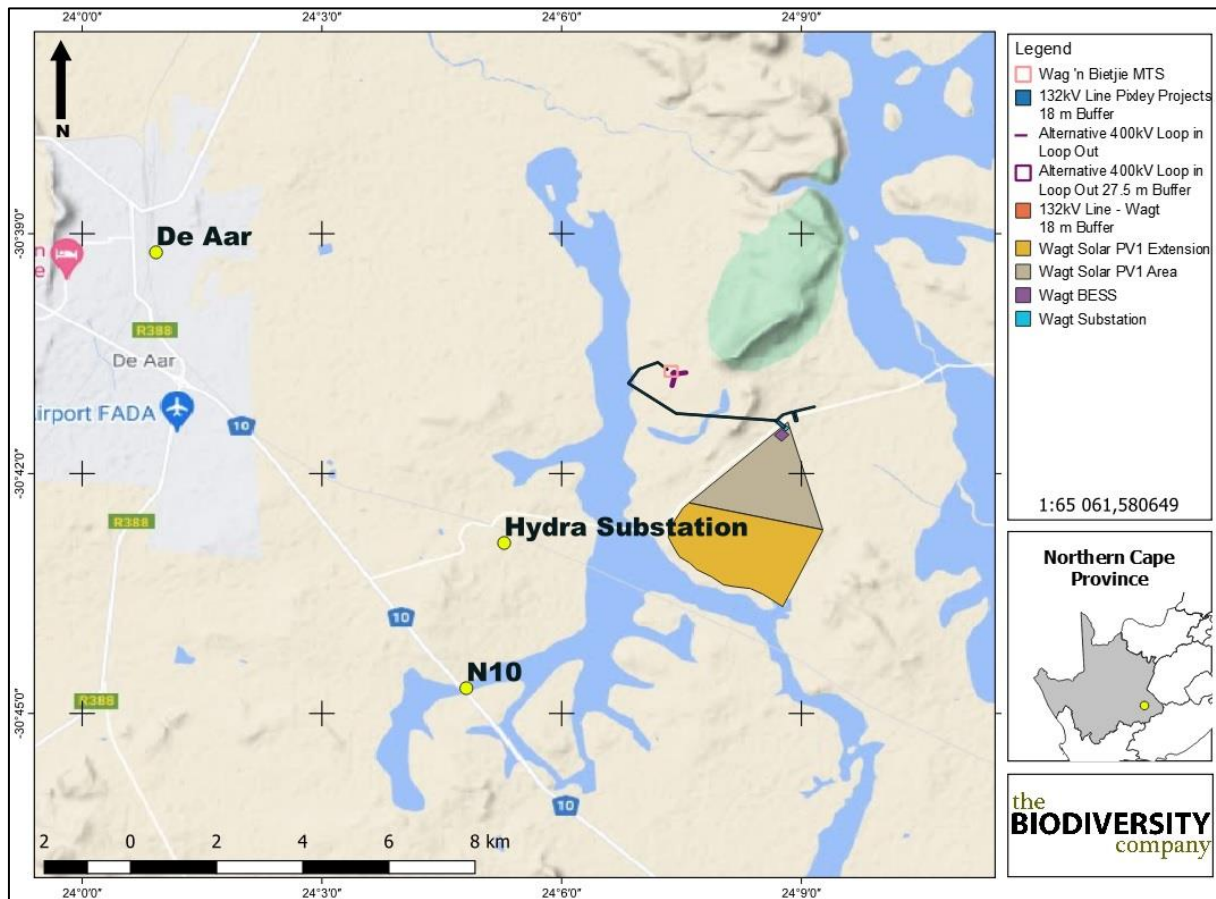 24°0'0" 24°3'0" 24°6'0" 24°9'0"
N
-30°39'0"
-30°42'0"
-30°45'0"
De Aar
R388
De Aar
irport FADA
10
R388
Hydra Substation
10
R388
N10
10
2 0 2 4 6 8 km
24°0'0" 24°3'0" 24°6'0" 24°9'0"
Legend
Wag 'n Bietjie MTS
132kV Line Pixley Projects
18 m Buffer
Alternative 400kV Loop in
Loop Out
Alternative 400kV Loop in
Loop Out 27.5 m Buffer
132kV Line - Wagt
18 m Buffer
Wagt Solar PV1 Extension
Wagt Solar PV1 Area
Wagt BESS
Wagt Substation
1:65 061,580649
Northern Cape
Province
the
BIODIVERSITY
company